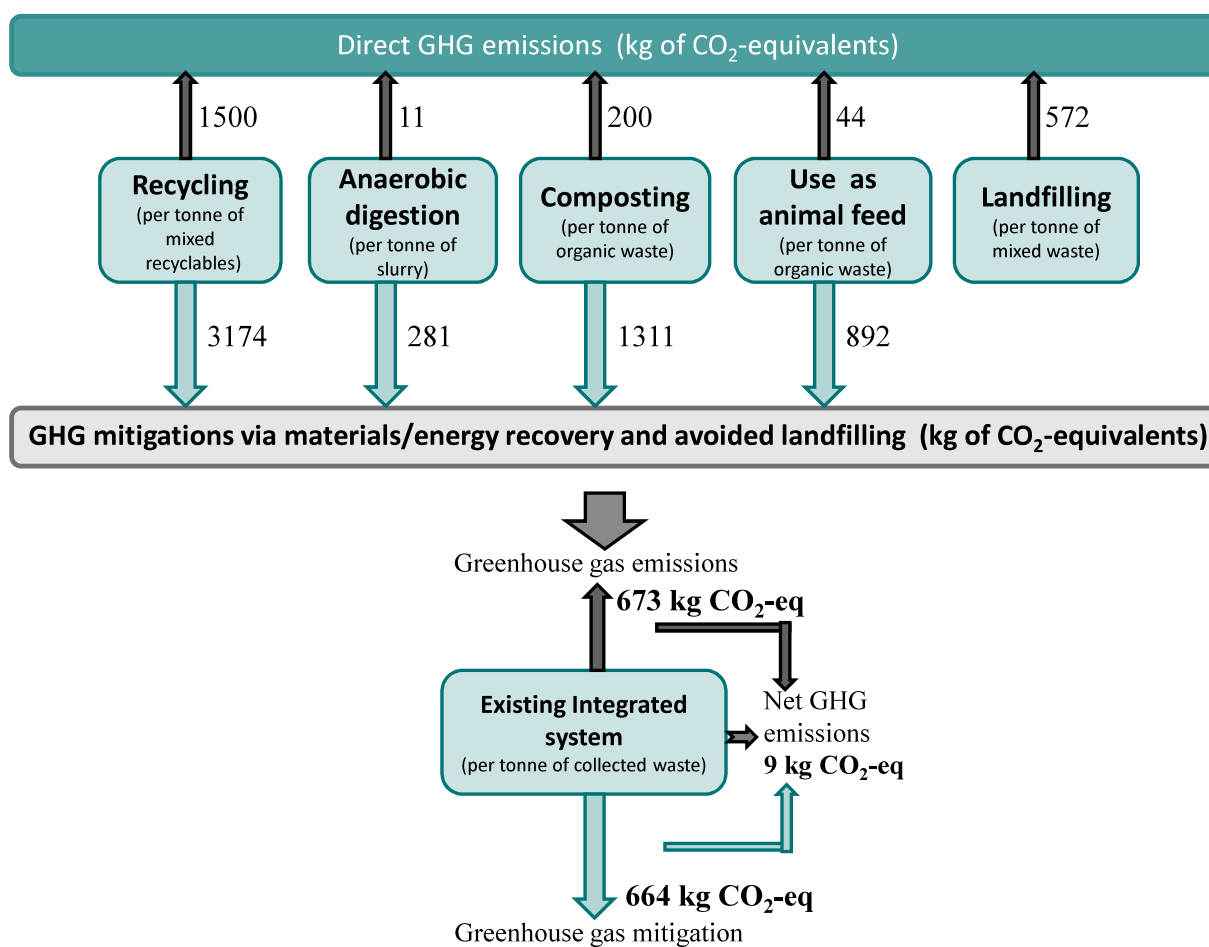 Direct GHG emissions (kg of CO₂-equivalents)
1500
11
200
44
572
Recycling
(per tonne of
mixed
recyclables)
Anaerobic
digestion
(per tonne of
slurry)
Composting
(per tonne of
organic waste)
Use as
animal feed
(per tonne of
organic waste)
Landfilling
(per tonne of
mixed waste)
3174
281
1311
892
GHG mitigations via materials/energy recovery and avoided landfilling (kg of CO₂-equivalents)
Greenhouse gas emissions
673 kg CO₂-eq
Existing Integrated
system
(per tonne of collected waste)
Net GHG
emissions
9 kg CO₂-eq
664 kg CO₂-eq
Greenhouse gas mitigation